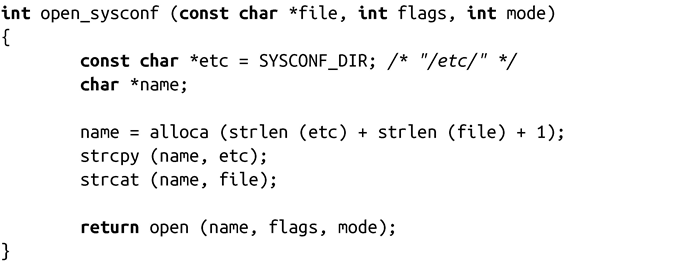 int open_sysconf (const char *file, int flags, int mode)
{
        const char *etc = SYSCONF_DIR; /* "/etc/" */
        char *name;

        name = alloca (strlen (etc) + strlen (file) + 1);
        strcpy (name, etc);
        strcat (name, file);

        return open (name, flags, mode);
}